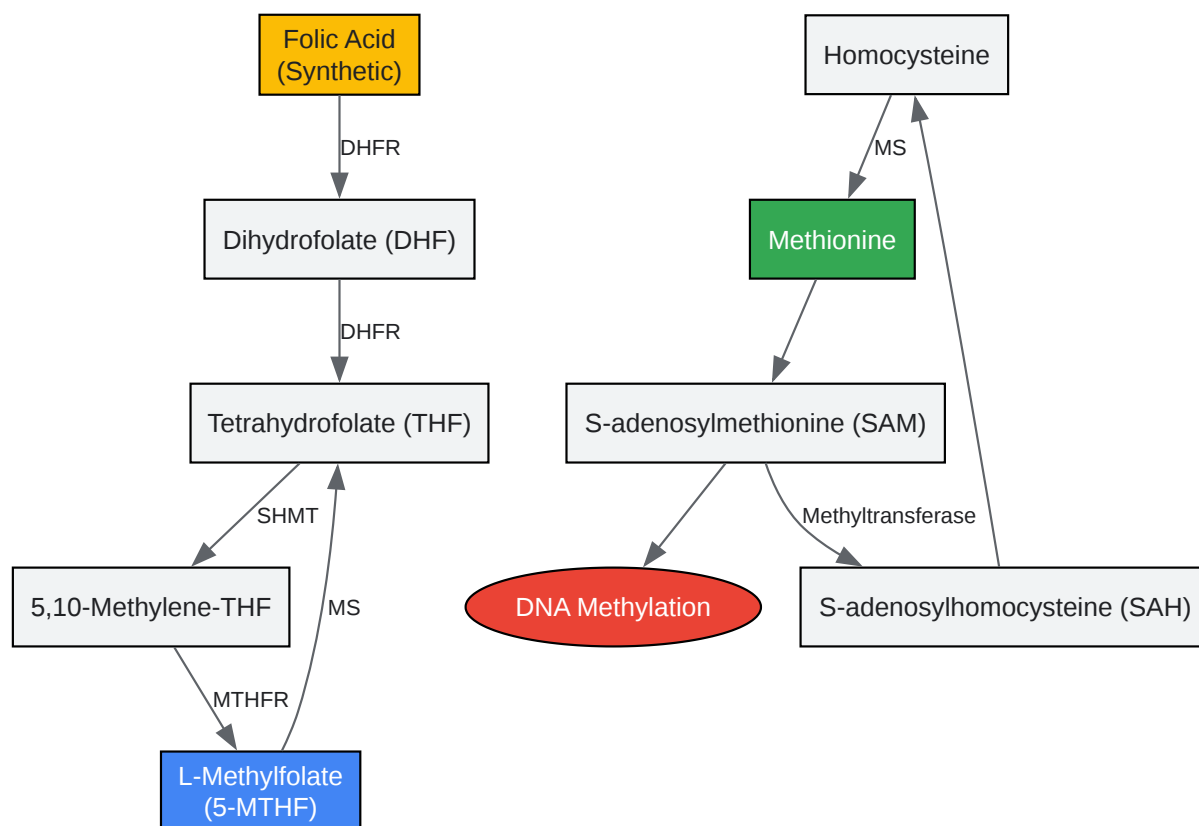 Folic Acid
(Synthetic)
DHFR
Dihydrofolate (DHF)
DHFR
Tetrahydrofolate (THF)
SHMT
5,10-Methylene-THF
MS
MTHFR
L-Methylfolate
(5-MTHF)
Homocysteine
MS
Methionine
S-adenosylmethionine (SAM)
Methyltransferase
DNA Methylation
S-adenosylhomocysteine (SAH)